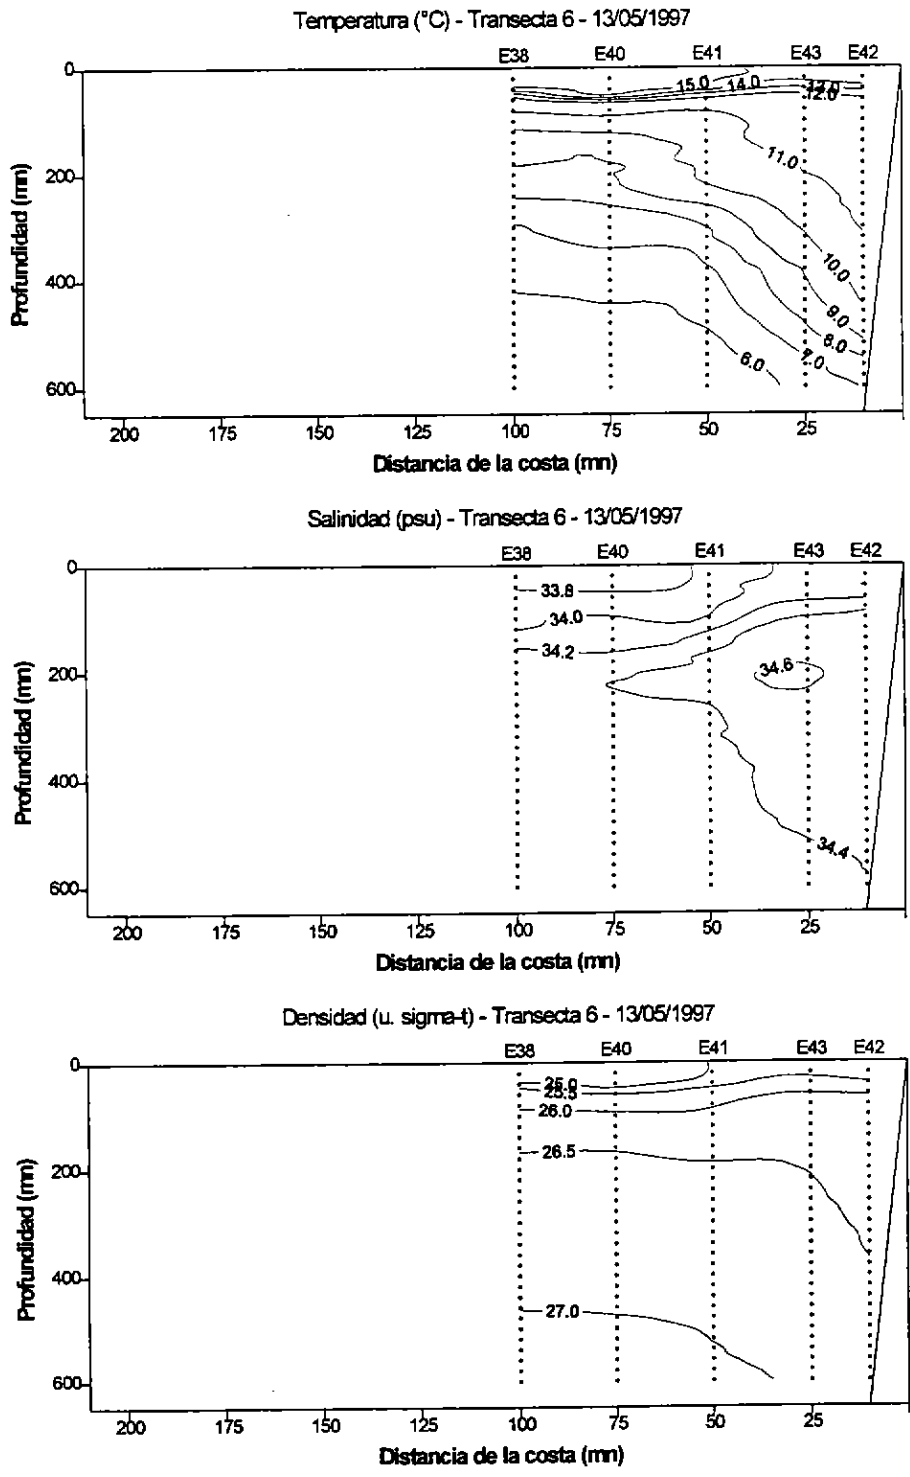 Temperatura (°C) - Transecta 6 - 13/05/1997
E38 E40 E41 E43 E42
0
200
400
600
Profundidad (mn)
15.0 14.0 13.0
12.0
11.0
10.0
9.0
8.0
7.0
6.0
200 175 150 125 100 75 50 25
Distancia de la costa (mn)
Salinidad (psu) - Transecta 6 - 13/05/1997
E38 E40 E41 E43 E42
0
200
400
600
Profundidad (mn)
33.8
34.0
34.2
34.6
34.4
200 175 150 125 100 75 50 25
Distancia de la costa (mn)
Densidad (u. sigma-t) - Transecta 6 - 13/05/1997
E38 E40 E41 E43 E42
0
200
400
600
Profundidad (mn)
25.0
25.5
26.0
26.5
27.0
200 175 150 125 100 75 50 25
Distancia de la costa (mn)